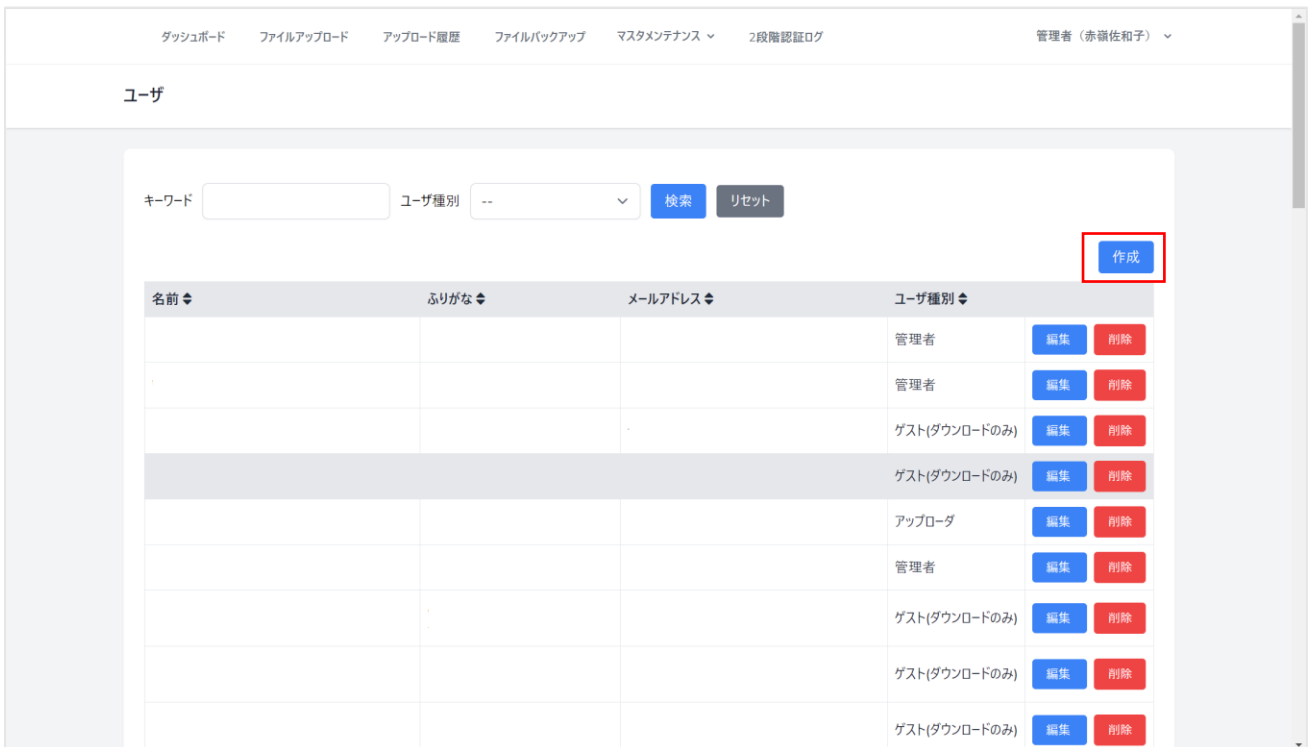 ダッシュボード ファイルアップロード アップロード履歴 ファイルバックアップ マスタメンテナンス 2段階認証ログ 管理者（赤嶺佐和子）
ユーザ
キーワード ユーザ種別 -- 検索 リセット
作成
名前 ふりがな メールアドレス ユーザ種別
管理者 編集 削除
管理者 編集 削除
ゲスト(ダウンロードのみ) 編集 削除
ゲスト(ダウンロードのみ) 編集 削除
アップローダ 編集 削除
管理者 編集 削除
ゲスト(ダウンロードのみ) 編集 削除
ゲスト(ダウンロードのみ) 編集 削除
ゲスト(ダウンロードのみ) 編集 削除